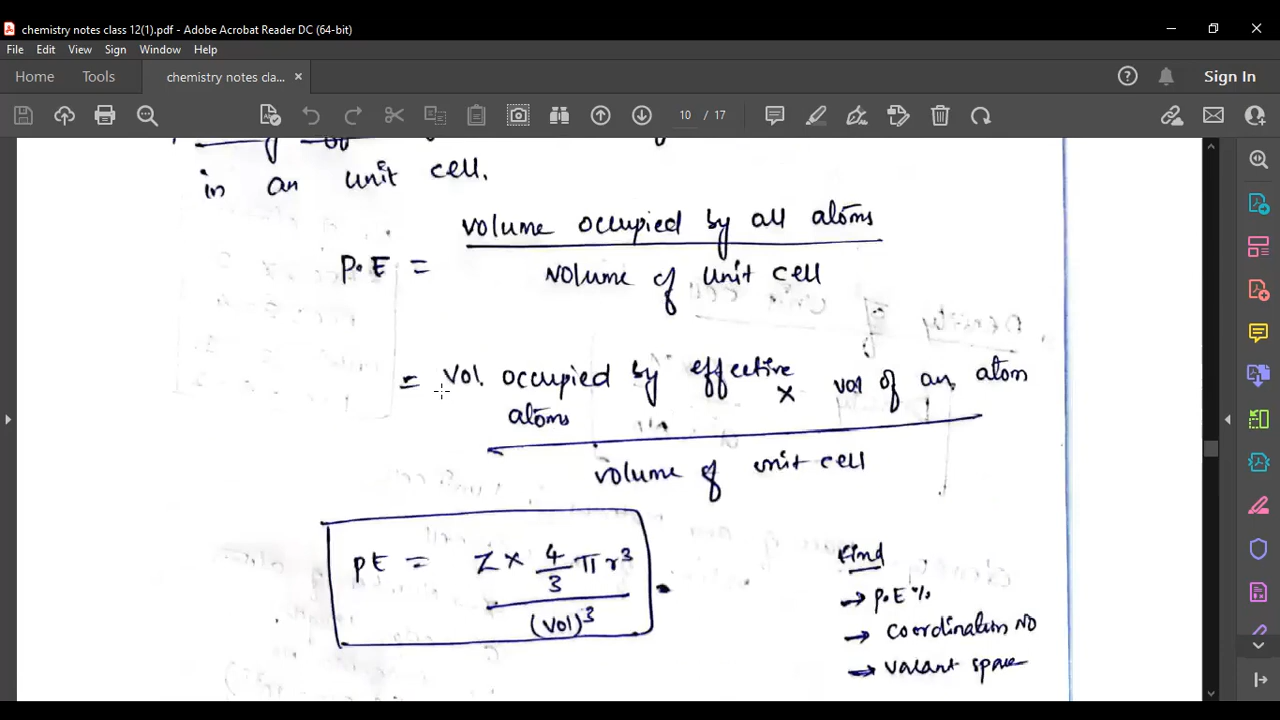 chemistry notes class 12(1).pdf - Adobe Acrobat Reader DC (64-bit)
File Edit View Sign Window Help
Home Tools chemistry notes cla... × Sign In
10 / 17
in an unit cell.
volume occupied by all atoms
P.E =
volume of unit cell
= vol. occupied by effective × vol of an atom
atoms
volume of unit cell
PE = Z × 4/3 π r³
(vol)³
Find
→ P.E %
→ coordination NO
→ vacant space